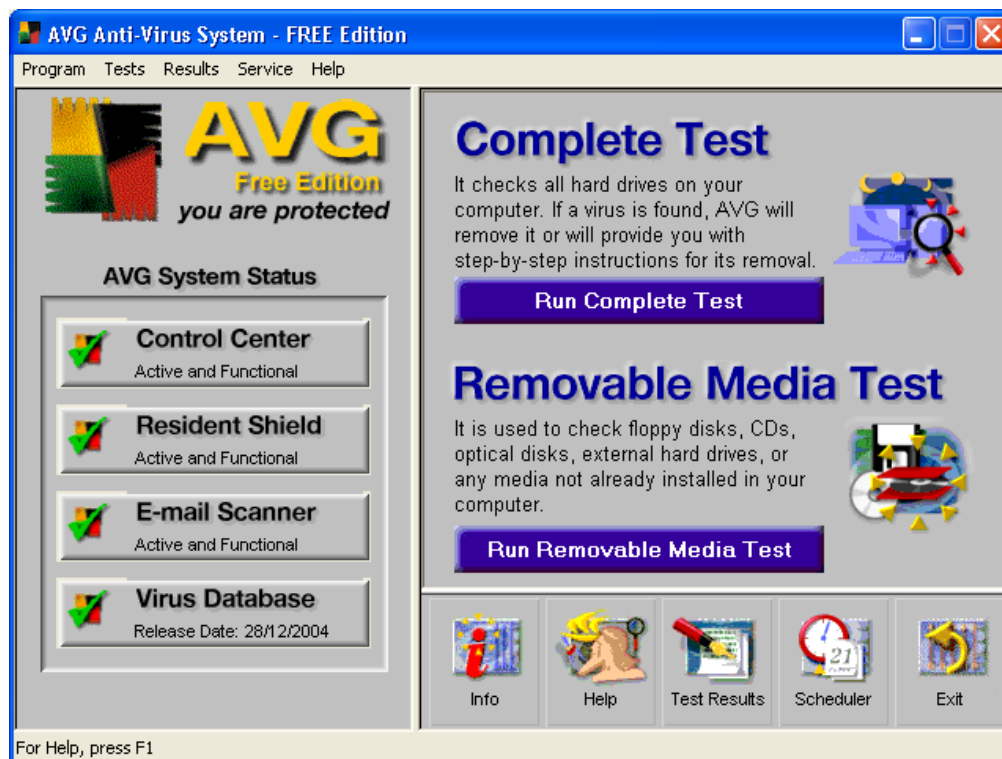 AVG Anti-Virus System - FREE Edition
Program Tests Results Service Help
AVG
Free Edition
you are protected
AVG System Status
Control Center
Active and Functional
Resident Shield
Active and Functional
E-mail Scanner
Active and Functional
Virus Database
Release Date: 28/12/2004
Complete Test
It checks all hard drives on your
computer. If a virus is found, AVG will
remove it or will provide you with
step-by-step instructions for its removal.
Run Complete Test
Removable Media Test
It is used to check floppy disks, CDs,
optical disks, external hard drives, or
any media not already installed in your
computer.
Run Removable Media Test
21
Info Help Test Results Scheduler Exit
For Help, press F1